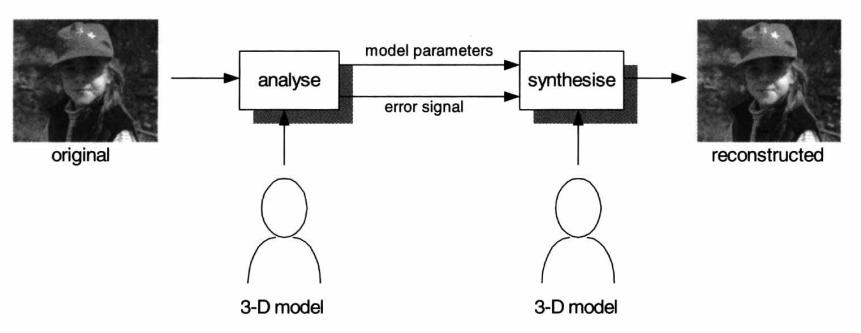 model parameters
analyse
synthesise
error signal
original
reconstructed
3-D model
3-D model